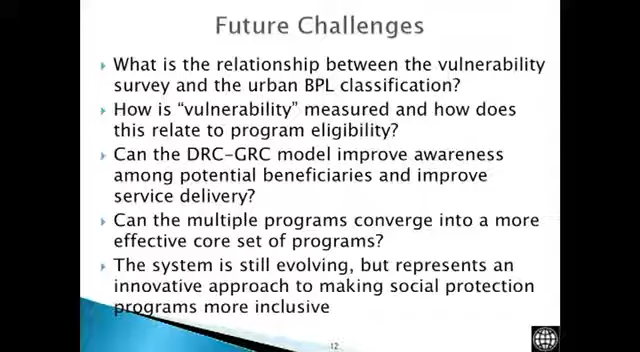 Future Challenges
What is the relationship between the vulnerability
survey and the urban BPL classification?
How is “vulnerability” measured and how does
this relate to program eligibility?
Can the DRC-GRC model improve awareness
among potential beneficiaries and improve
service delivery?
Can the multiple programs converge into a more
effective core set of programs?
The system is still evolving, but represents an
innovative approach to making social protection
programs more inclusive
12